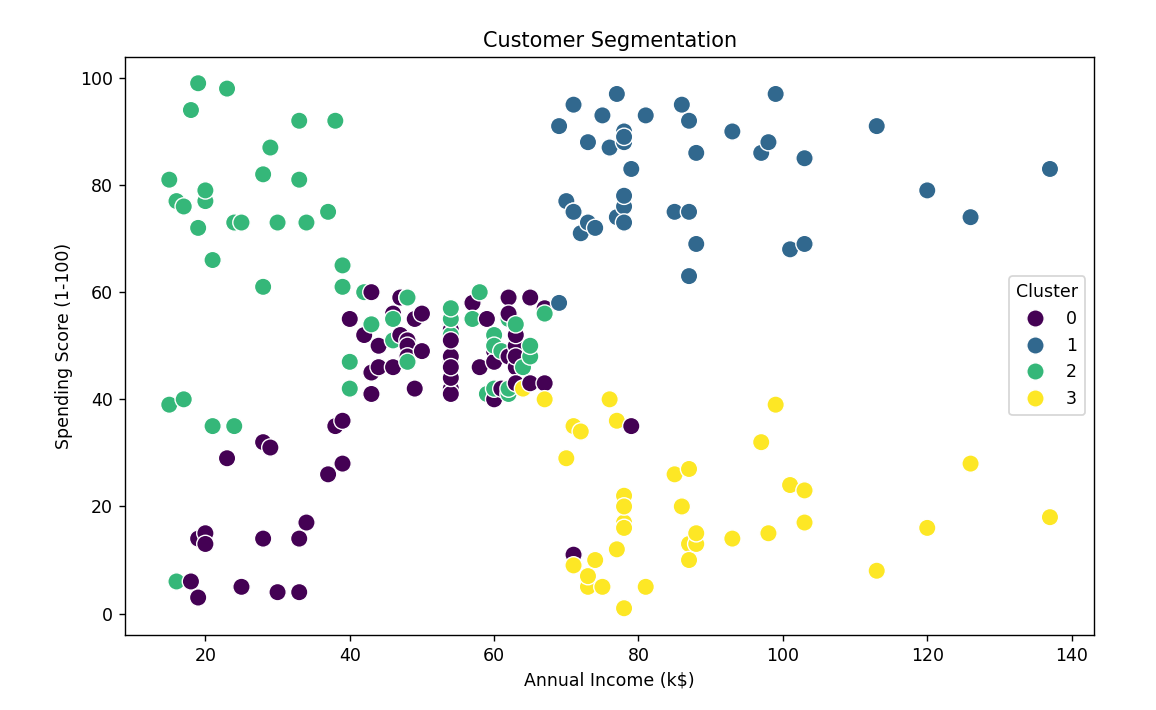 Customer Segmentation
Spending Score (1-100)
100
80
60
40
20
0
Cluster
0
1
2
3
20 40 60 80 100 120 140
Annual Income (k$)